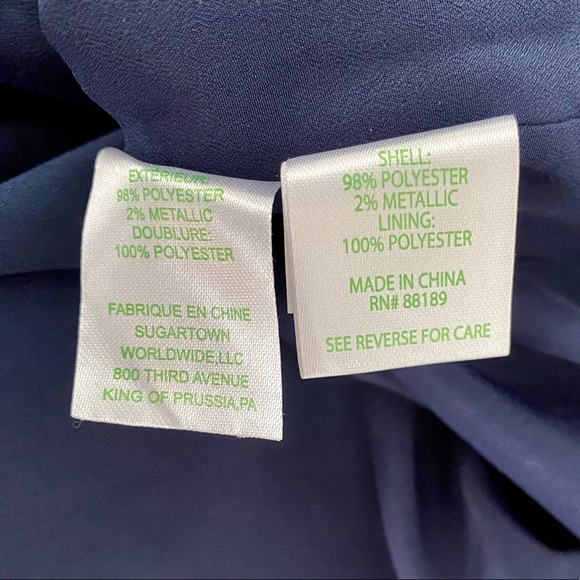 EXTÉRIEUR:
98% POLYESTER
2% METALLIC
DOUBLURE:
100% POLYESTER
FABRIQUE EN CHINE
SUGARTOWN
WORLDWIDE,LLC
800 THIRD AVENUE
KING OF PRUSSIA,PA
SHELL:
98% POLYESTER
2% METALLIC
LINING:
100% POLYESTER
MADE IN CHINA
RN# 88189
SEE REVERSE FOR CARE